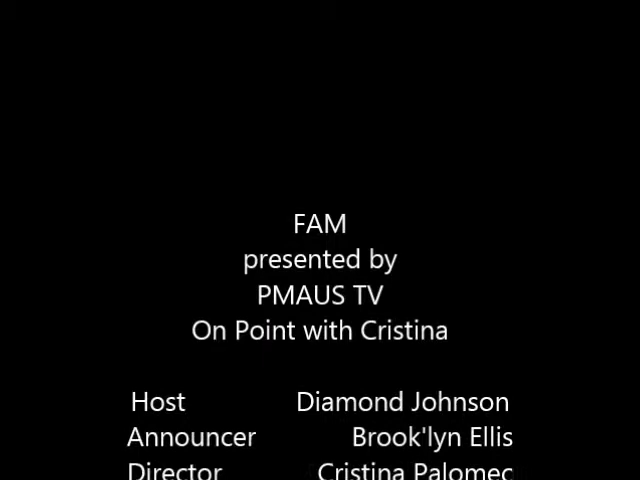 FAM
presented by
PMAUS TV
On Point with Cristina
Host Diamond Johnson
Announcer Brook'lyn Ellis
Director Cristina Palomec